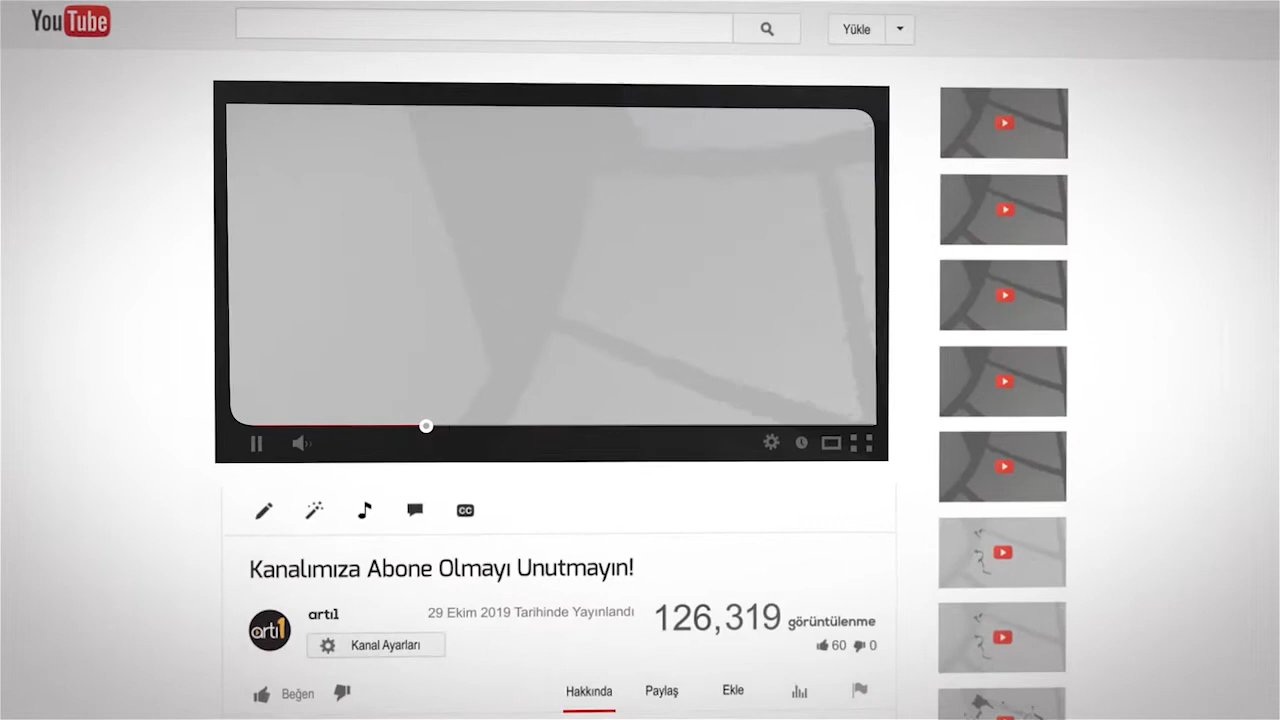 YouTube
Yükle
CC
Kanalımıza Abone Olmayı Unutmayın!
artı1
artı1
29 Ekim 2019 Tarihinde Yayınlandı
126,319 görüntülenme
Kanal Ayarları
60 0
Beğen
Hakkında Paylaş Ekle